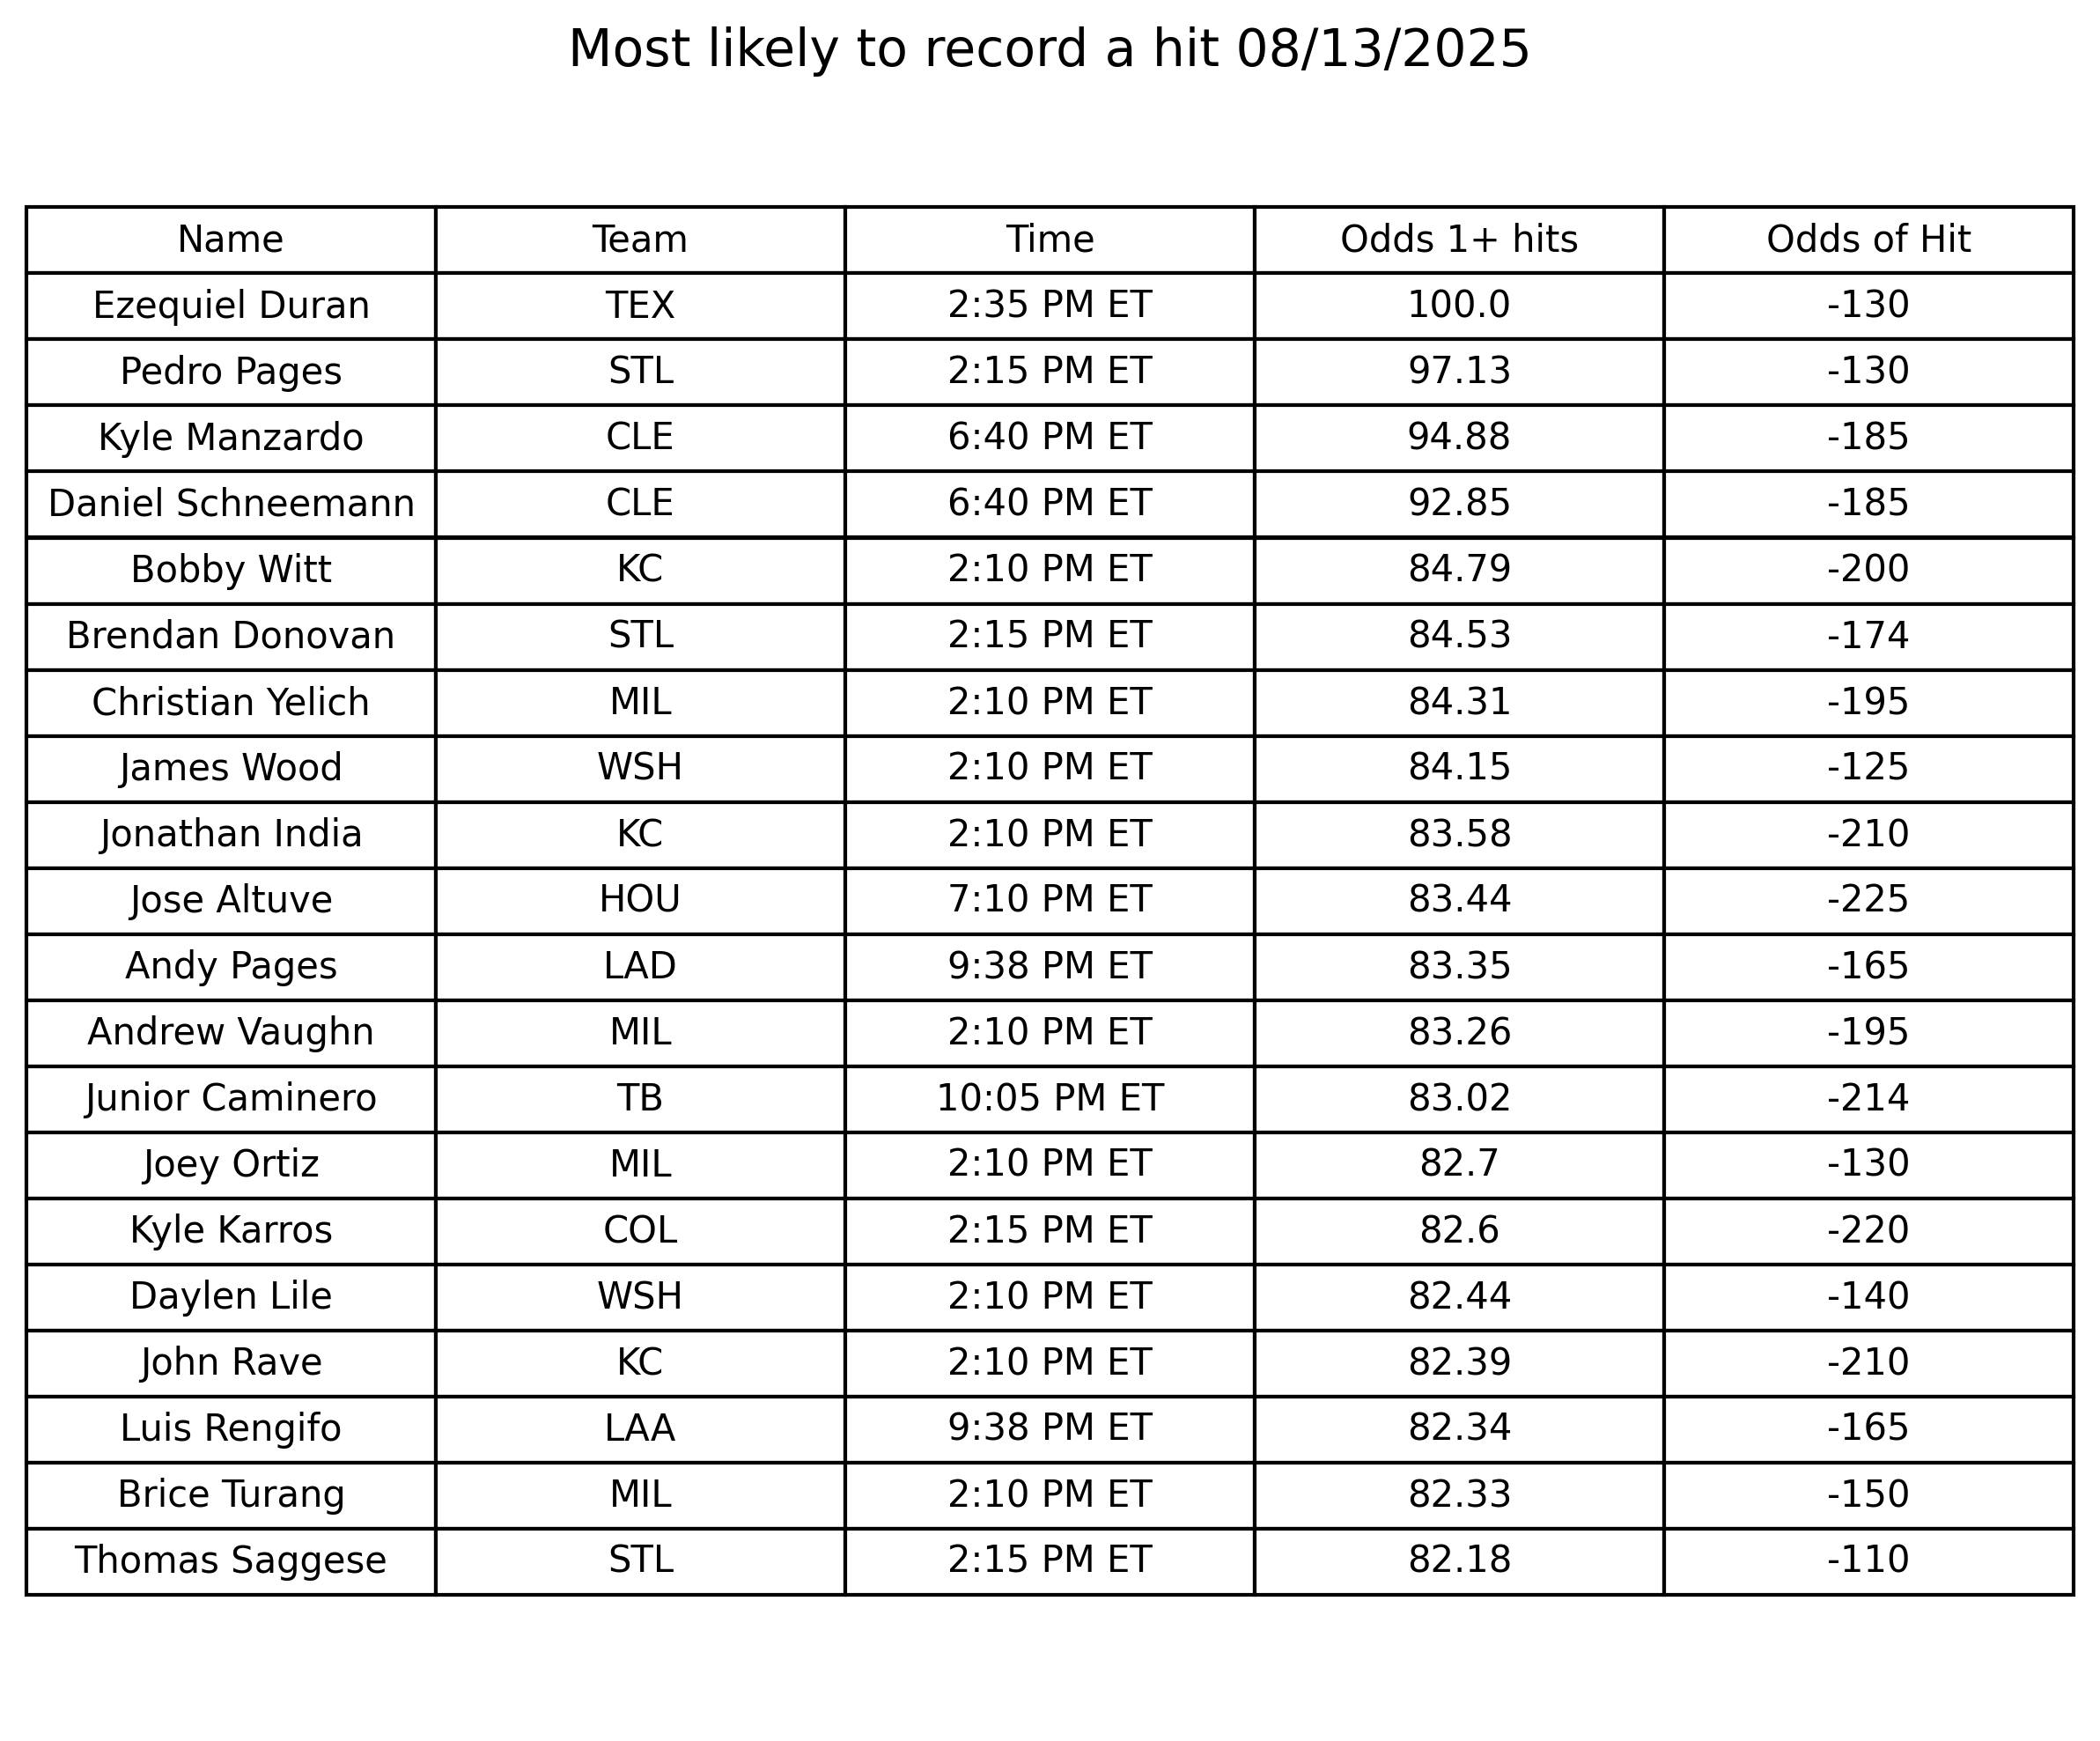 Most likely to record a hit 08/13/2025
Name Team Time Odds 1+ hits Odds of Hit
Ezequiel Duran TEX 2:35 PM ET 100.0 -130
Pedro Pages STL 2:15 PM ET 97.13 -130
Kyle Manzardo CLE 6:40 PM ET 94.88 -185
Daniel Schneemann CLE 6:40 PM ET 92.85 -185
Bobby Witt KC 2:10 PM ET 84.79 -200
Brendan Donovan STL 2:15 PM ET 84.53 -174
Christian Yelich MIL 2:10 PM ET 84.31 -195
James Wood WSH 2:10 PM ET 84.15 -125
Jonathan India KC 2:10 PM ET 83.58 -210
Jose Altuve HOU 7:10 PM ET 83.44 -225
Andy Pages LAD 9:38 PM ET 83.35 -165
Andrew Vaughn MIL 2:10 PM ET 83.26 -195
Junior Caminero TB 10:05 PM ET 83.02 -214
Joey Ortiz MIL 2:10 PM ET 82.7 -130
Kyle Karros COL 2:15 PM ET 82.6 -220
Daylen Lile WSH 2:10 PM ET 82.44 -140
John Rave KC 2:10 PM ET 82.39 -210
Luis Rengifo LAA 9:38 PM ET 82.34 -165
Brice Turang MIL 2:10 PM ET 82.33 -150
Thomas Saggese STL 2:15 PM ET 82.18 -110